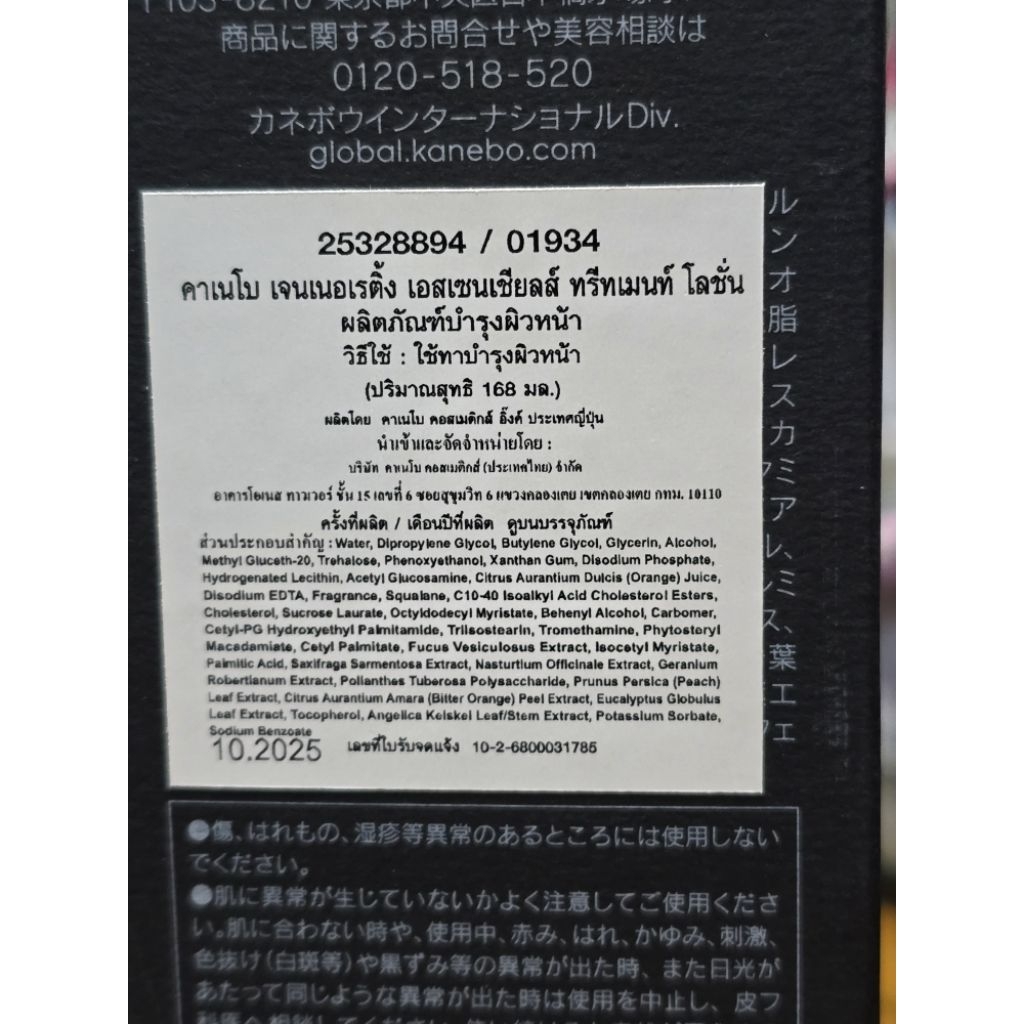 商品に関するお問合せや美容相談は
0120-518-520
カネボウインターナショナルDiv.
global.kanebo.com
25328894 / 01934
คาเนโบ เจนเนอเรติ้ง เอสเซนเชียลส์ ทรีทเมนท์ โลชั่น
ผลิตภัณฑ์บำรุงผิวหน้า
วิธีใช้ : ใช้ทาบำรุงผิวหน้า
(ปริมาณสุทธิ 168 มล.)
ผลิตโดย คาเนโบ คอสเมติกส์ อิ๊งค์ ประเทศญี่ปุ่น
นำเข้าและจัดจำหน่ายโดย :
บริษัท คาเนโบ คอสเมติกส์ (ประเทศไทย) จำกัด
อาคารโอเนส ทาวเวอร์ ชั้น 15 เลขที่ 6 ซอยสุขุมวิท 6 แขวงคลองเตย เขตคลองเตย กทม. 10110
ครั้งที่ผลิต / เดือนปีที่ผลิต ดูบนบรรจุภัณฑ์
ส่วนประกอบสำคัญ : Water, Dipropylene Glycol, Butylene Glycol, Glycerin, Alcohol,
Methyl Gluceth-20, Trehalose, Phenoxyethanol, Xanthan Gum, Disodium Phosphate,
Hydrogenated Lecithin, Acetyl Glucosamine, Citrus Aurantium Dulcis (Orange) Juice,
Disodium EDTA, Fragrance, Squalane, C10-40 Isoalkyl Acid Cholesterol Esters,
Cholesterol, Sucrose Laurate, Octyldodecyl Myristate, Behenyl Alcohol, Carbomer,
Cetyl-PG Hydroxyethyl Palmitamide, Triisostearin, Tromethamine, Phytosteryl
Macadamiate, Cetyl Palmitate, Fucus Vesiculosus Extract, Isocetyl Myristate,
Palmitic Acid, Saxifraga Sarmentosa Extract, Nasturtium Officinale Extract, Geranium
Robertianum Extract, Polianthes Tuberosa Polysaccharide, Prunus Persica (Peach)
Leaf Extract, Citrus Aurantium Amara (Bitter Orange) Peel Extract, Eucalyptus Globulus
Leaf Extract, Tocopherol, Angelica Keiskei Leaf/Stem Extract, Potassium Sorbate,
Sodium Benzoate
10.2025 เลขที่ใบรับจดแจ้ง 10-2-6800031785
ル
ン
オ
脂
レ
ス
カ
ミ
ア
ル、
ミ
ス、
葉
エ
フェ
●傷、はれもの、湿疹等異常のあるところには使用しない
でください。
●肌に異常が生じていないかよく注意してご使用くださ
い。肌に合わない時や、使用中、赤み、はれ、かゆみ、刺激、
色抜け(白斑等)や黒ずみ等の異常が出た時、また日光が
あたって同じような異常が出た時は使用を中止し、皮フ